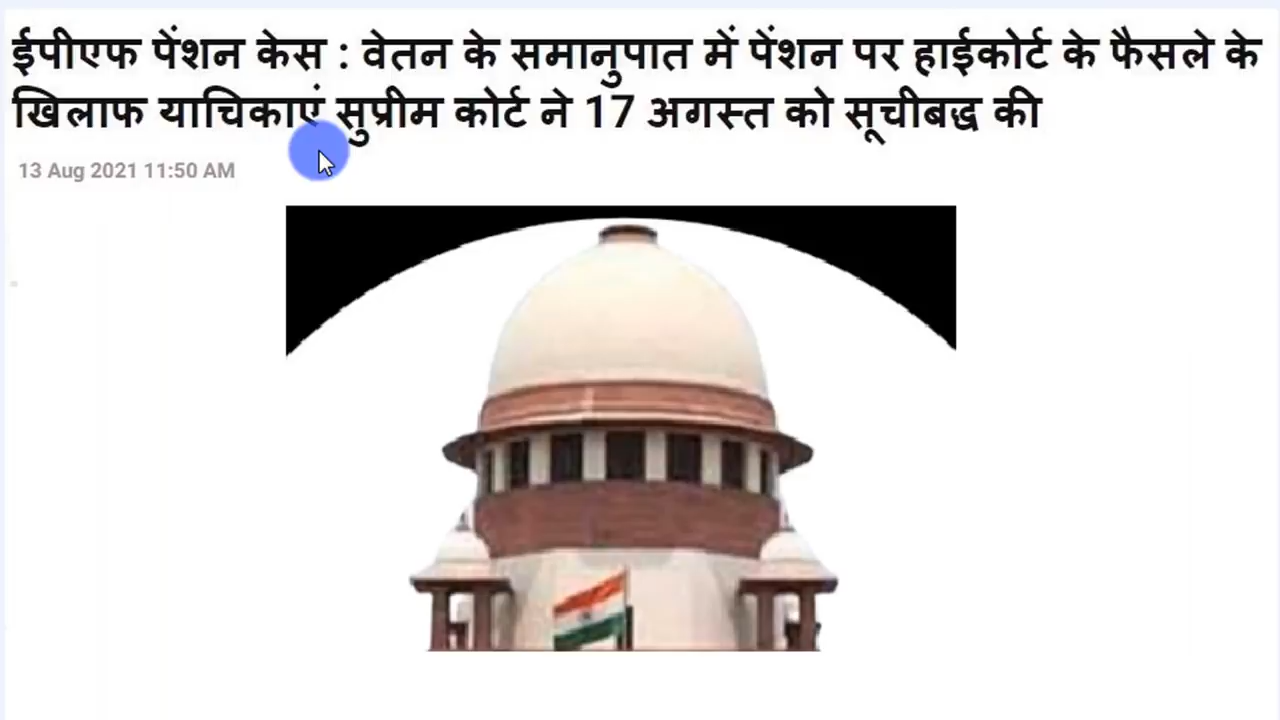 ईपीएफ पेंशन केस : वेतन के समानुपात में पेंशन पर हाईकोर्ट के फैसले के
खिलाफ याचिकाएं सुप्रीम कोर्ट ने 17 अगस्त को सूचीबद्ध की
13 Aug 2021 11:50 AM